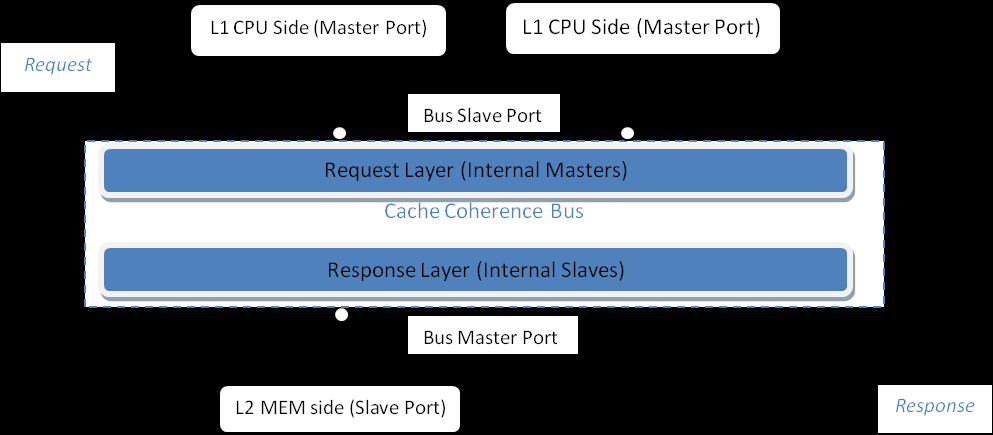 L1 CPU Side (Master Port)
L1 CPU Side (Master Port)
Request
Bus Slave Port
Request Layer (Internal Masters)
Cache Coherence Bus
Response Layer (Internal Slaves)
Bus Master Port
L2 MEM side (Slave Port)
Response